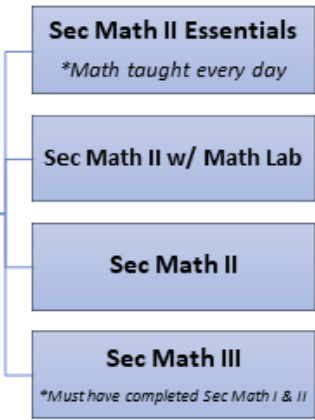 Sec Math II Essentials
*Math taught every day
Sec Math II w/ Math Lab
Sec Math II
Sec Math III
*Must have completed Sec Math I & II